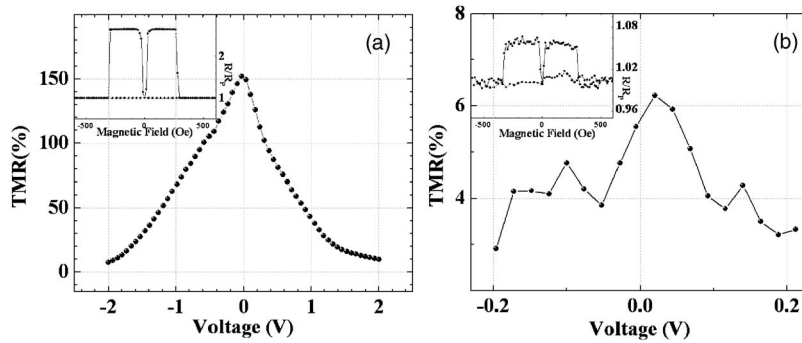 (a)
TMR(%)
150
100
50
0
-2
-1
0
1
2
Voltage (V)
2
1
R/RP
-500
0
500
Magnetic Field (Oe)
(b)
TMR(%)
8
6
4
-0.2
0.0
0.2
Voltage (V)
1.08
1.02
0.96
R/RP
-500
0
500
Magnetic Field (Oe)